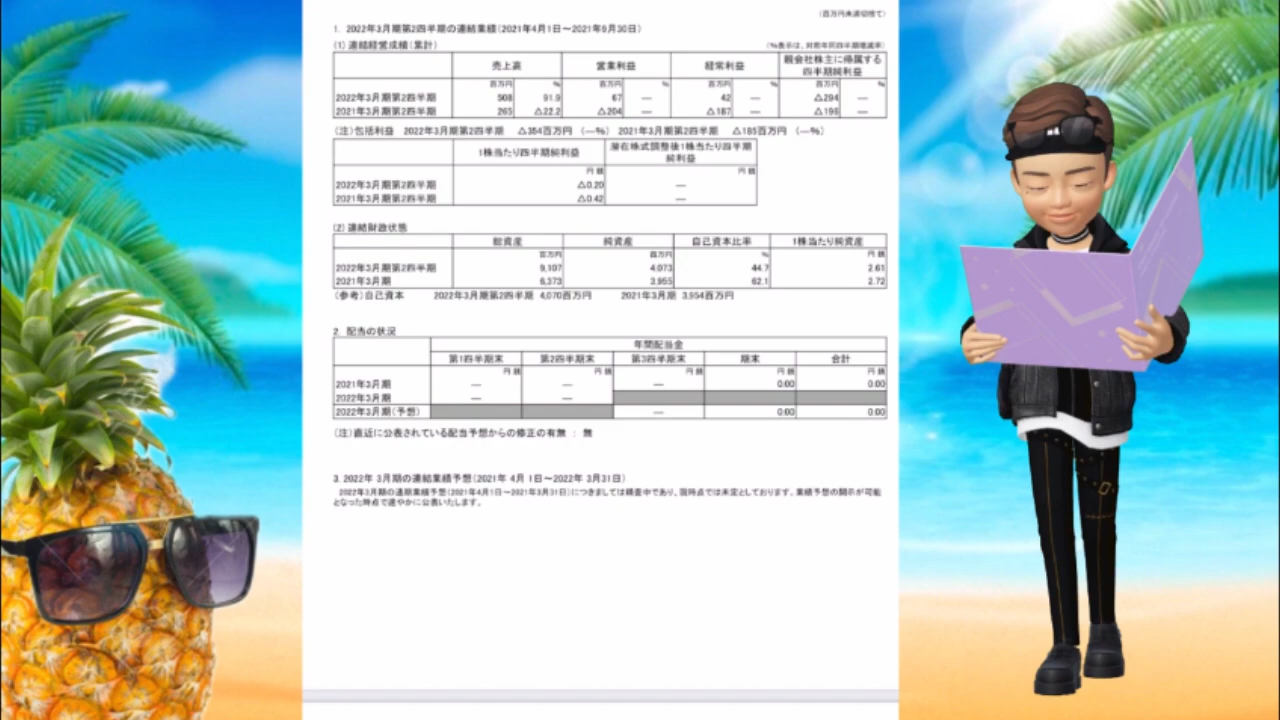 (百万円未満切捨て)
1. 2022年3月期第2四半期の連結業績(2021年4月1日～2021年9月30日)
(1) 連結経営成績(累計)
(%表示は、対前年同四半期増減率)
売上高 営業利益 経常利益 親会社株主に帰属する四半期純利益
百万円 % 百万円 % 百万円 % 百万円 %
2022年3月期第2四半期 508 91.9 67 ― 42 ― △294 ―
2021年3月期第2四半期 265 △22.2 △204 ― △187 ―  ―
(注)包括利益 2022年3月期第2四半期 △354百万円 (―%) 2021年3月期第2四半期 △185百万円 (―%)
1株当たり四半期純利益 潜在株式調整後1株当たり四半期純利益
円 銭 円 銭
2022年3月期第2四半期 △0.20 ―
2021年3月期第2四半期 △0.42 ―
(2) 連結財政状態
総資産 純資産 自己資本比率 1株当たり純資産
百万円 百万円 % 円 銭
2022年3月期第2四半期 9,107 4,073 44.7 2.61
2021年3月期 6,373 3,955 62.1 2.72
(参考)自己資本 2022年3月期第2四半期 4,070百万円 2021年3月期 3,954百万円
2. 配当の状況
年間配当金
第1四半期末 第2四半期末 第3四半期末 期末 合計
円 銭 円 銭 円 銭 円 銭 円 銭
2021年3月期 ― ― ― 0.00 0.00
2022年3月期 ― ―
2022年3月期(予想) ― 0.00 0.00
(注)直近に公表されている配当予想からの修正の有無 : 無
3. 2022年 3月期の連結業績予想(2021年 4月 1日～2022年 3月31日)
2022年3月期の通期業績予想(2021年4月1日～2021年3月31日)につきましては精査中であり、現時点では未定としております。業績予想の開示が可能
となった時点で速やかに公表いたします。